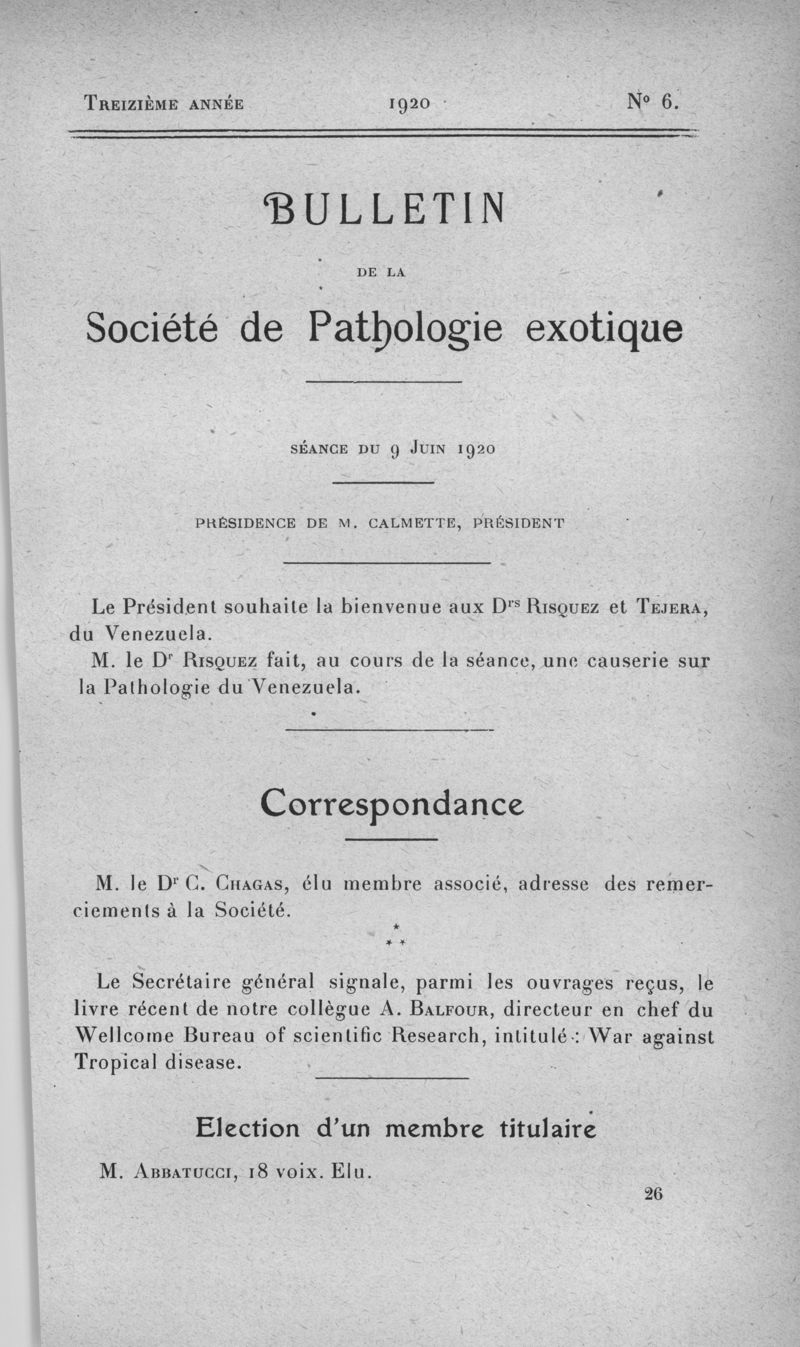 TREIZIÈME ANNÉE 1920 Nº 6.
BULLETIN
DE LA
Société de Pathologie exotique
SÉANCE DU 9 JUIN 1920
PRÉSIDENCE DE M. CALMETTE, PRÉSIDENT
Le Président souhaite la bienvenue aux Drs RISQUEZ et TEJERA,
du Venezuela.
M. le Dr RISQUEZ fait, au cours de la séance, une causerie sur
la Pathologie du Venezuela.
Correspondance
M. le Dr C. CHAGAS, élu membre associé, adresse des remer-
ciements à la Société.
*
* *
Le Secrétaire général signale, parmi les ouvrages reçus, le
livre récent de notre collègue A. BALFOUR, directeur en chef du
Wellcome Bureau of scientific Research, intitulé : War against
Tropical disease.
Election d'un membre titulaire
M. ABBATUCCI, 18 voix. Elu.
26